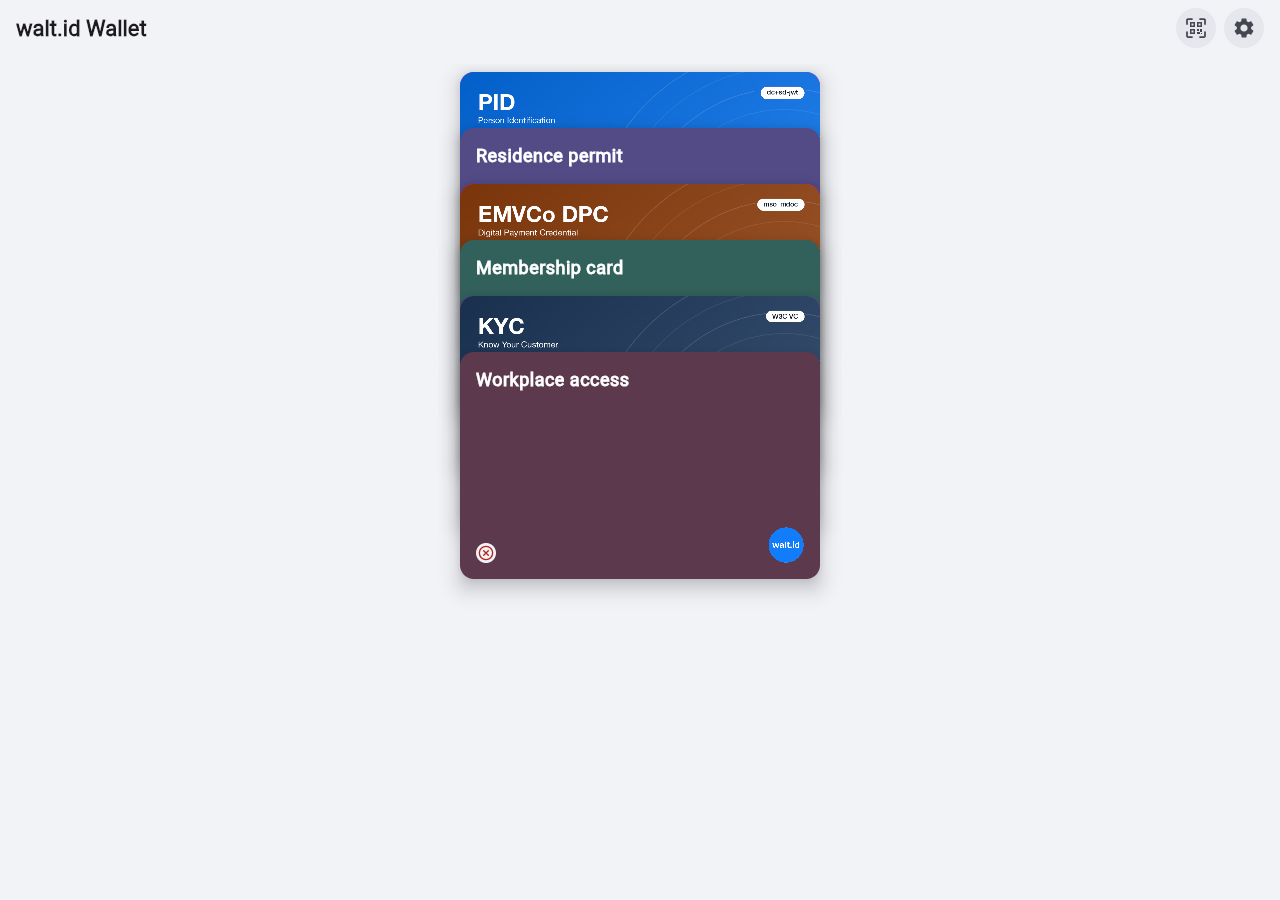 walt.id Wallet
PID
dc+sd-jwt
Person Identification
Residence permit
EMVCo DPC
mso_mdoc
Digital Payment Credential
Membership card
KYC
W3C VC
Know Your Customer
Workplace access
walt.id